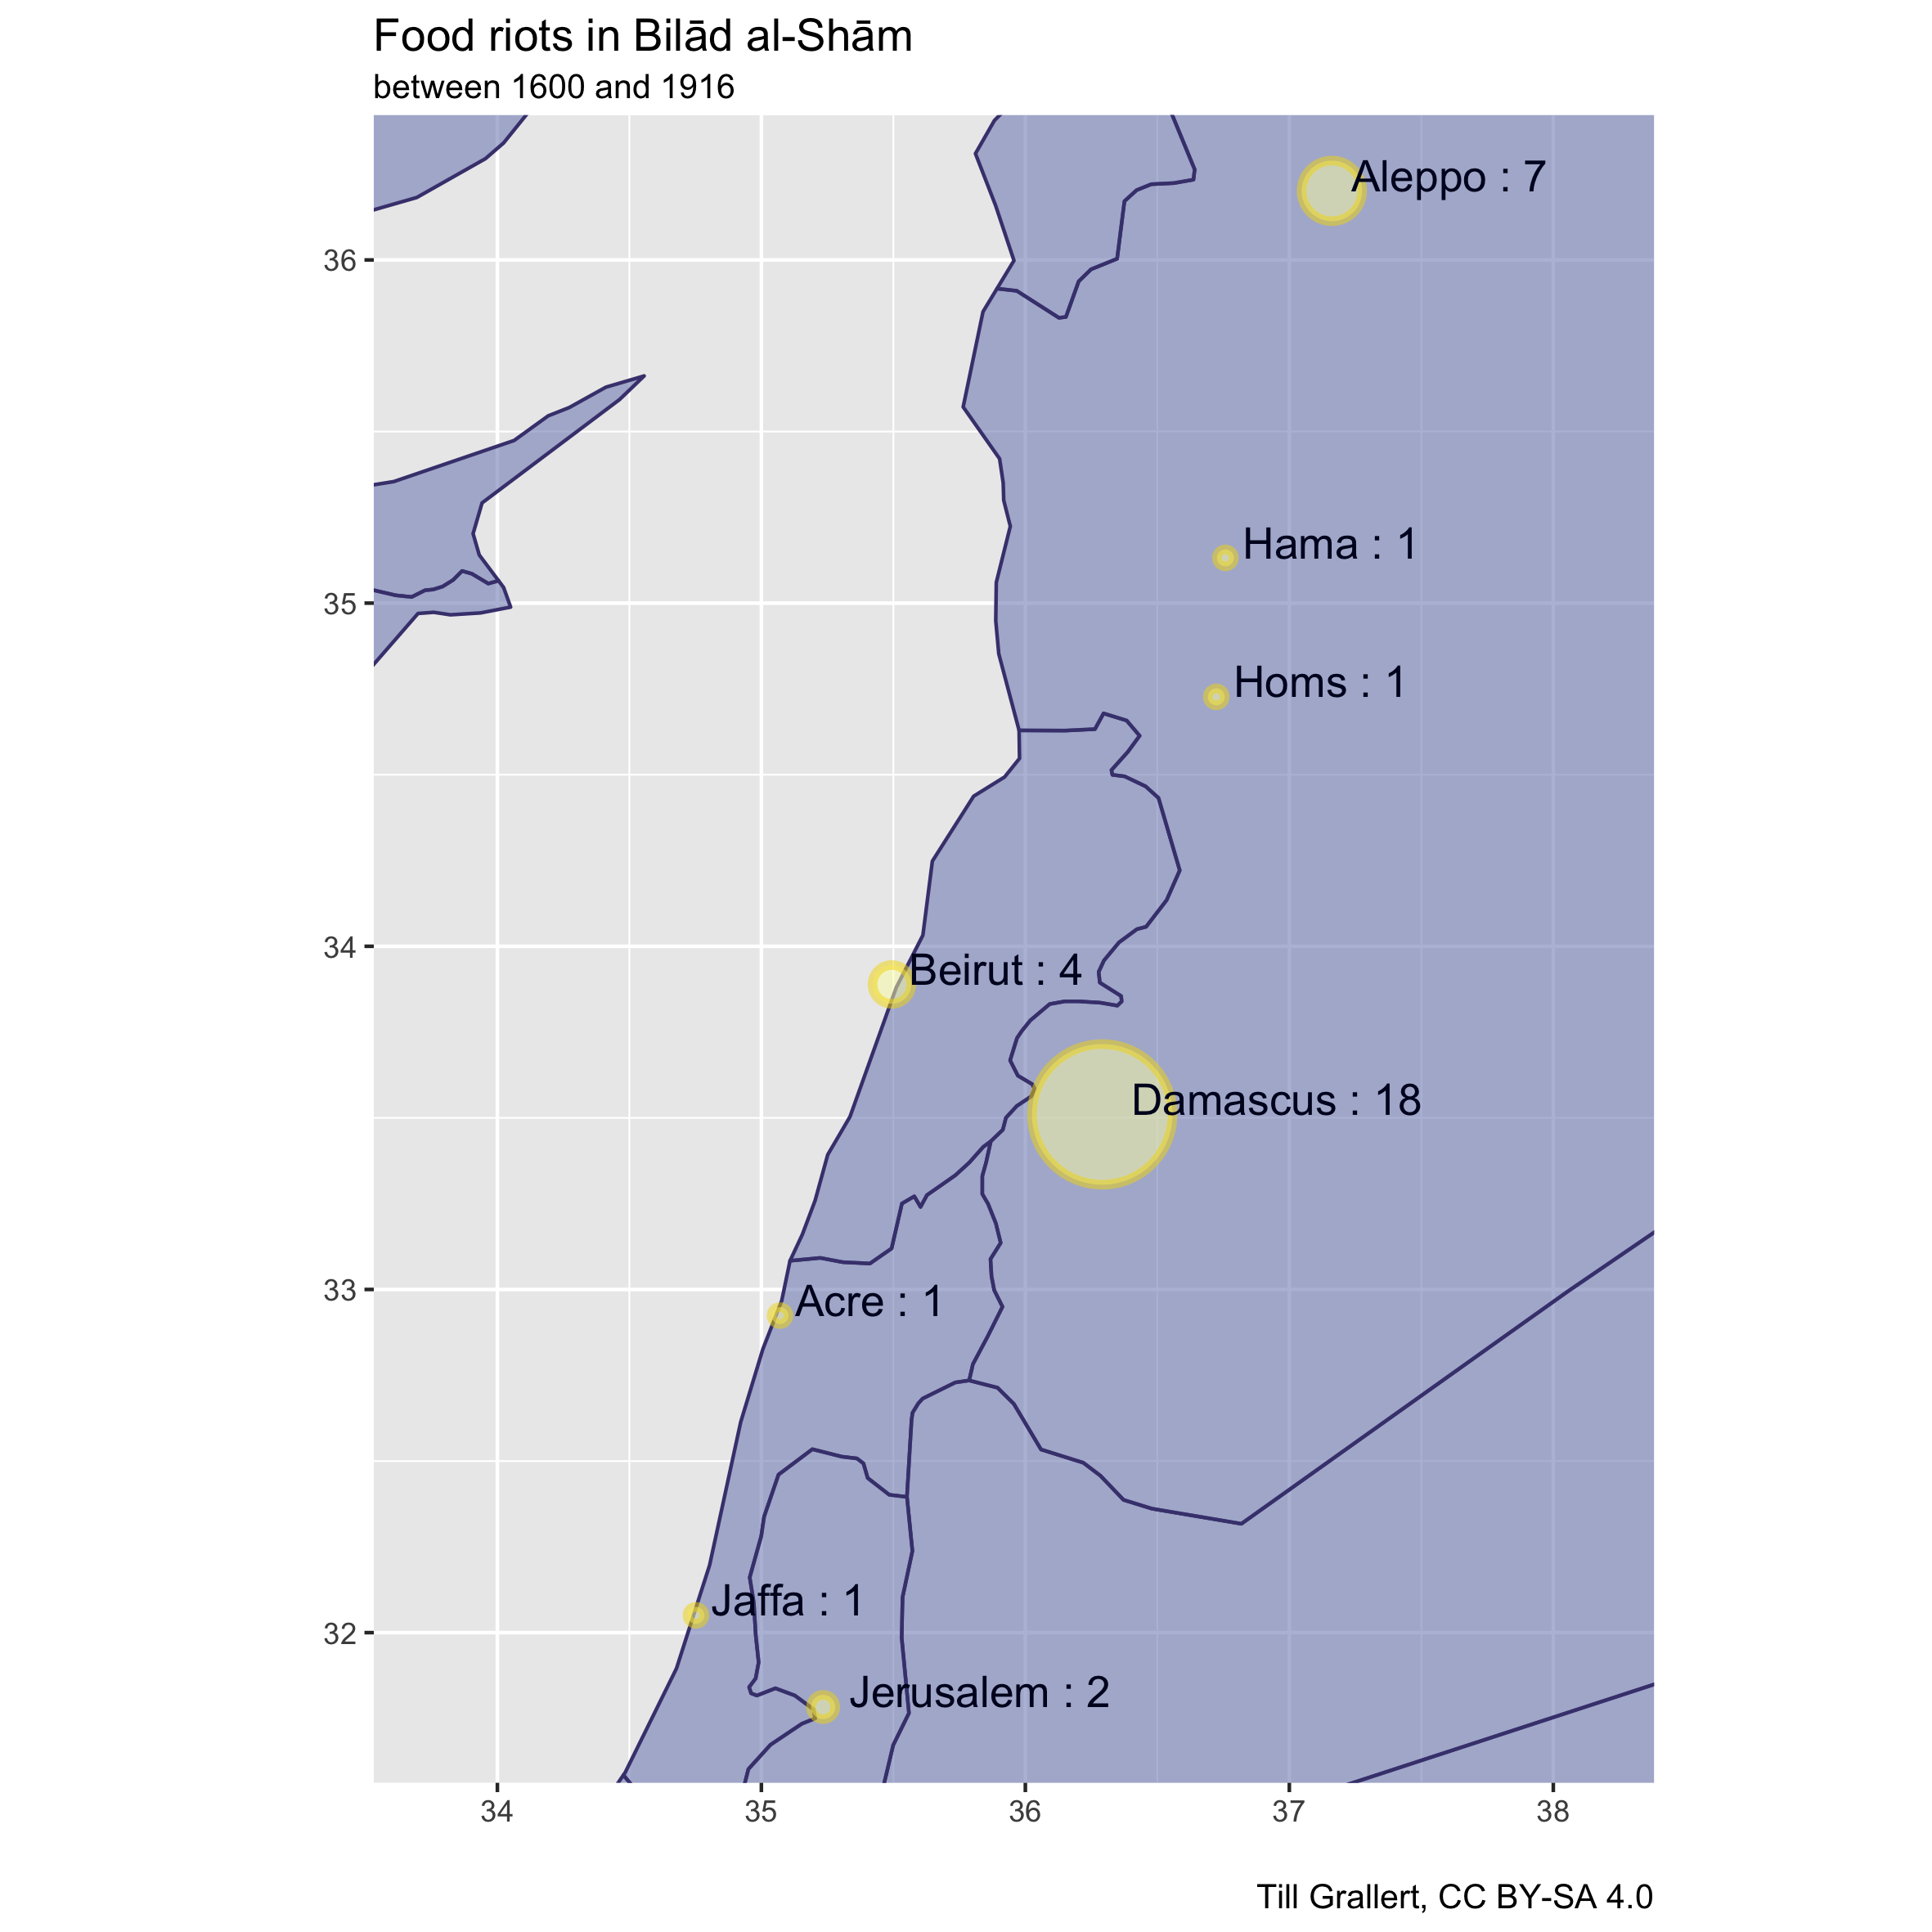 Food riots in Bilād al-Shām
between 1600 and 1916
Aleppo : 7
36
Hama : 1
35
Homs : 1
34
Beirut : 4
Damascus : 18
33
Acre : 1
Jaffa : 1
32
Jerusalem : 2
34 35 36 37 38
Till Grallert, CC BY-SA 4.0